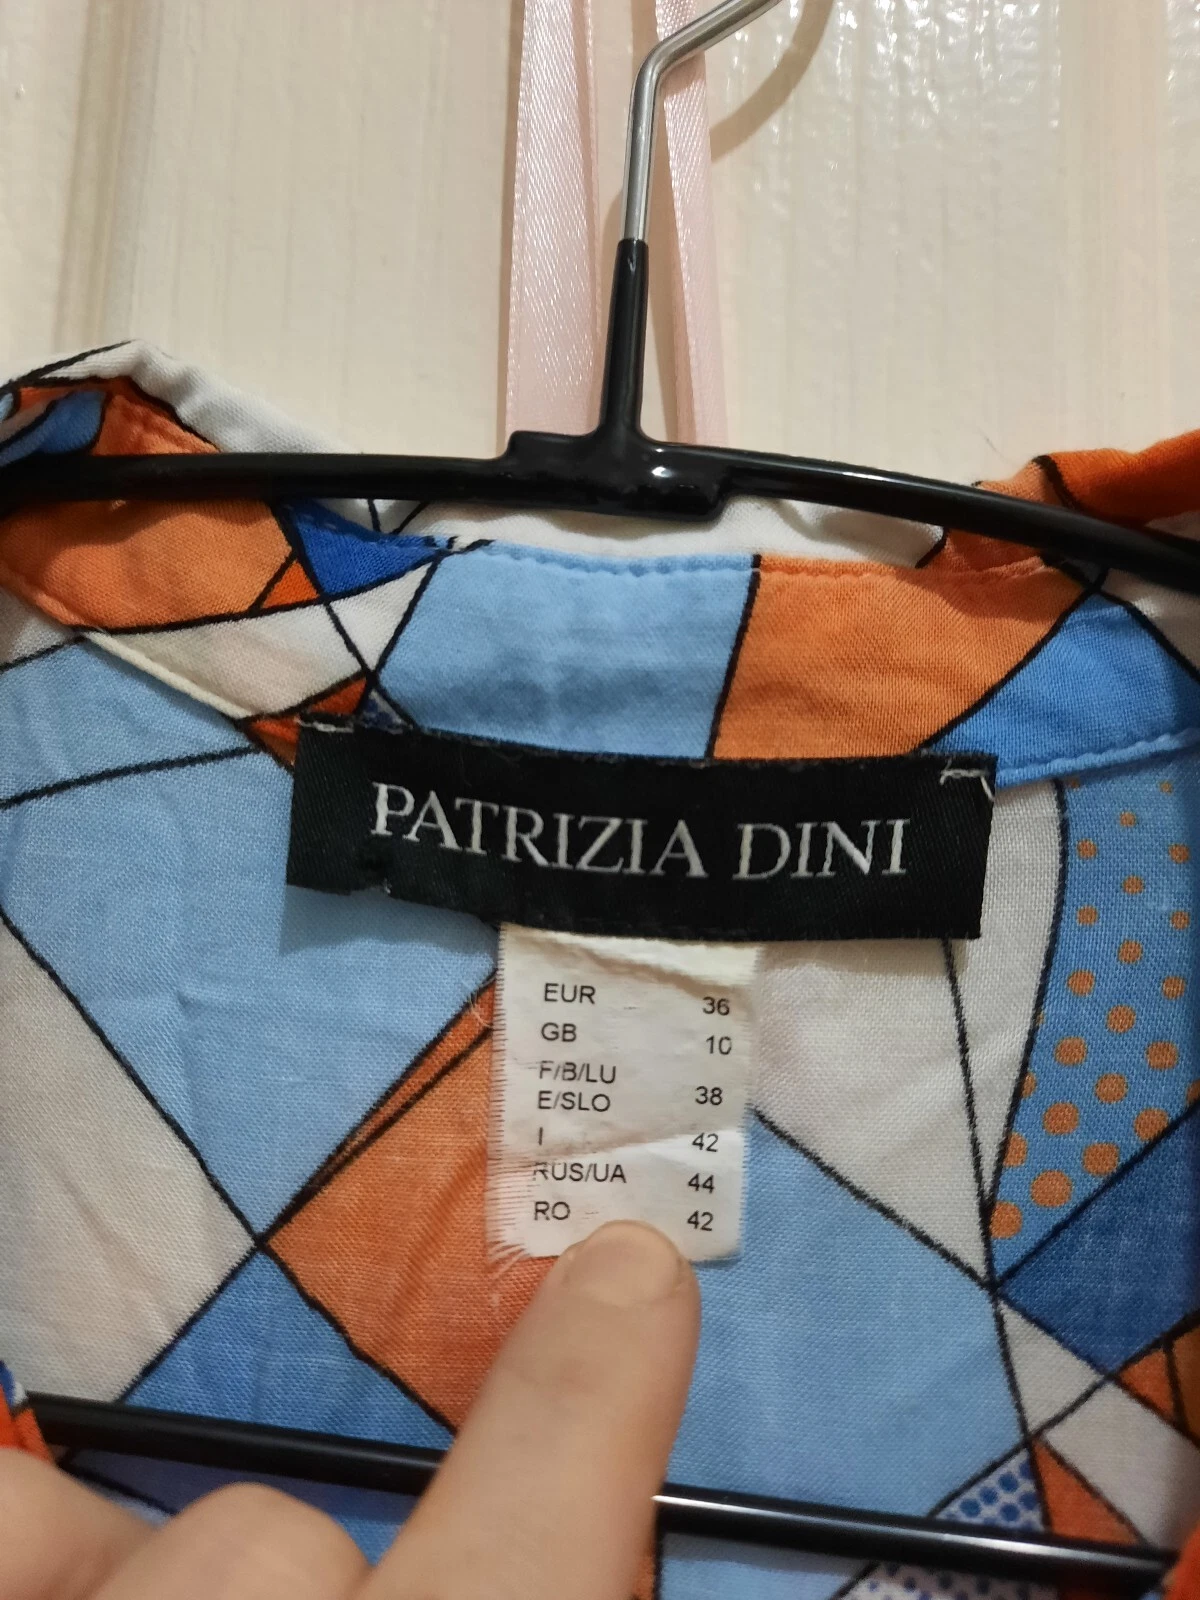 PATRIZIA DINI
EUR 36
GB 10
F/B/LU
E/SLO 38
I 42
RUS/UA 44
RO 42